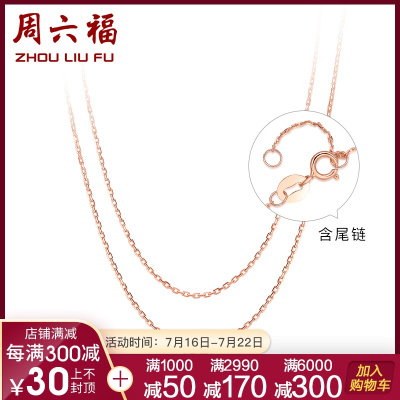 周六福
ZHOU LIU FU
含尾链
店铺满减
每满300减
¥30上不封顶
活动时间：7月16日-7月22日
+
满1000减50
满2990减170
满6000减300
加入购物车